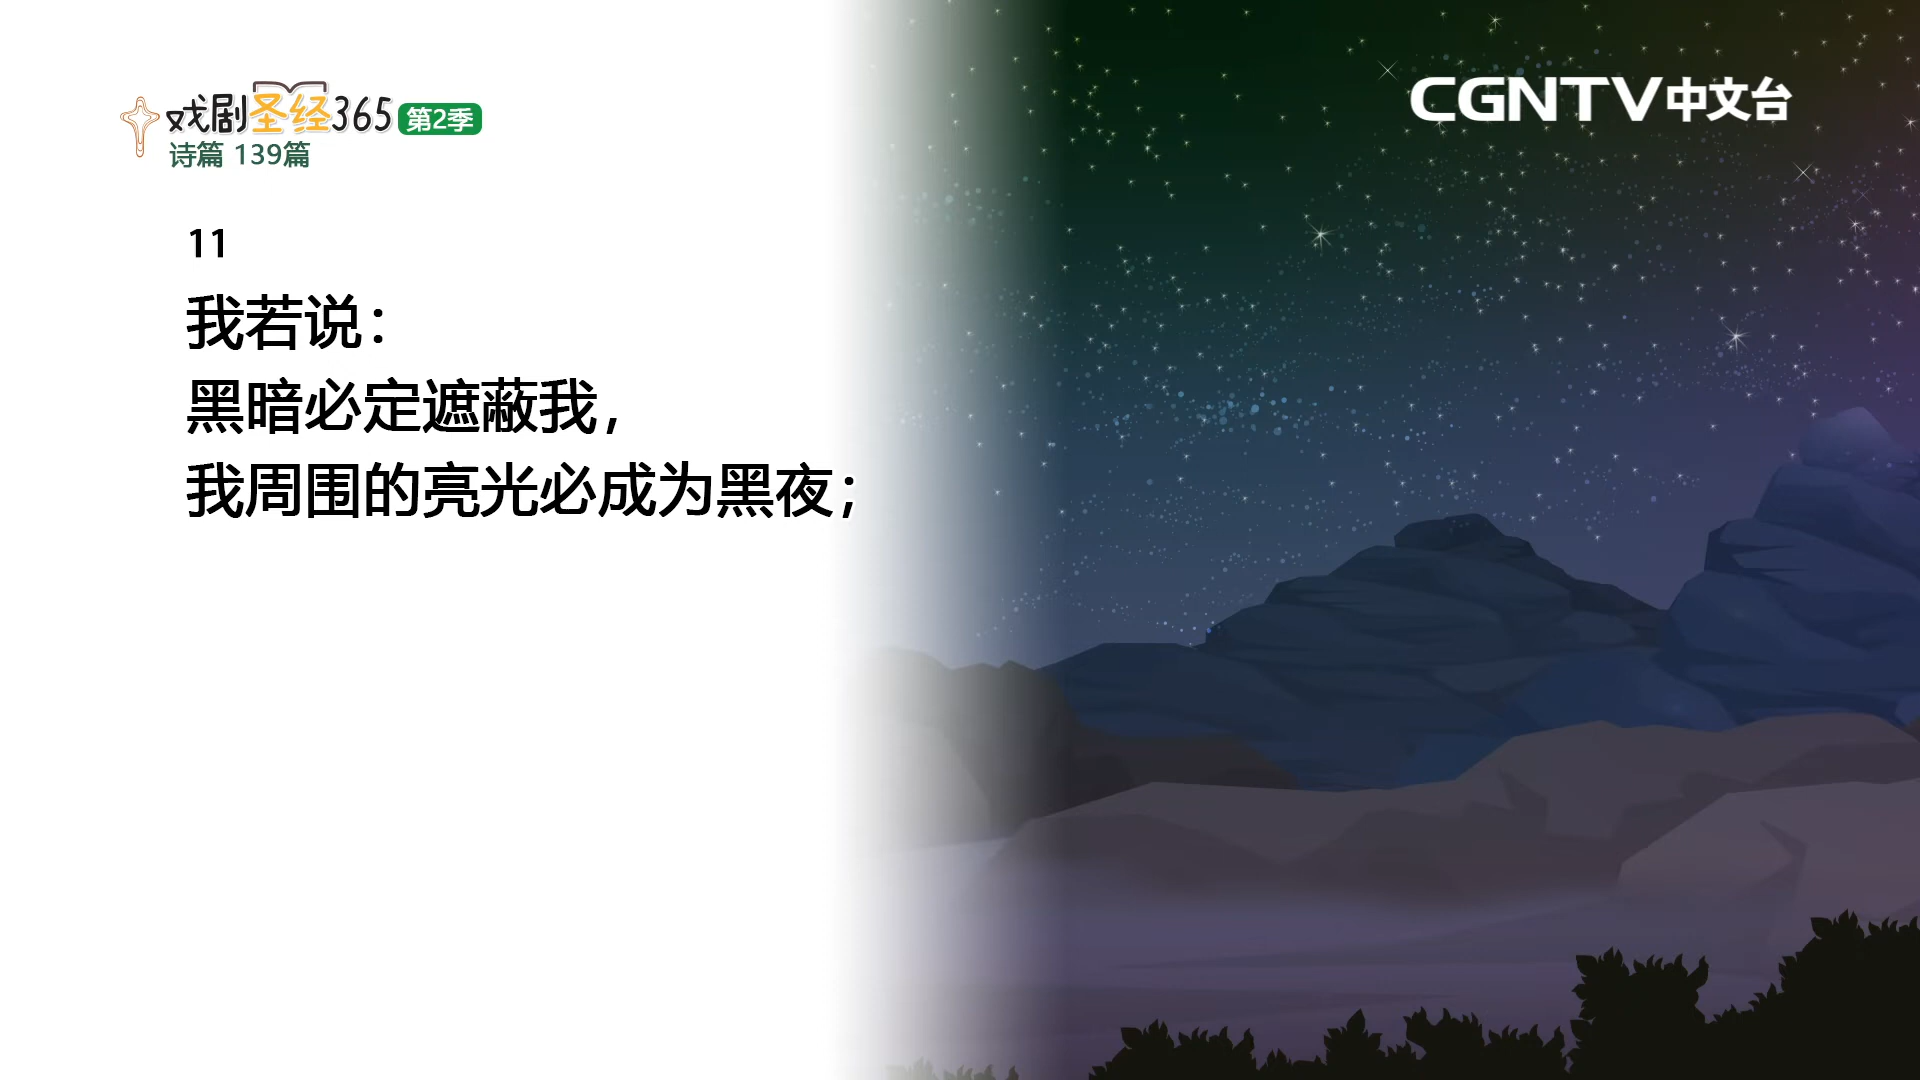 戏剧圣经365 第2季
诗篇 139篇
CGNTV中文台
11
我若说：
黑暗必定遮蔽我，
我周围的亮光必成为黑夜；